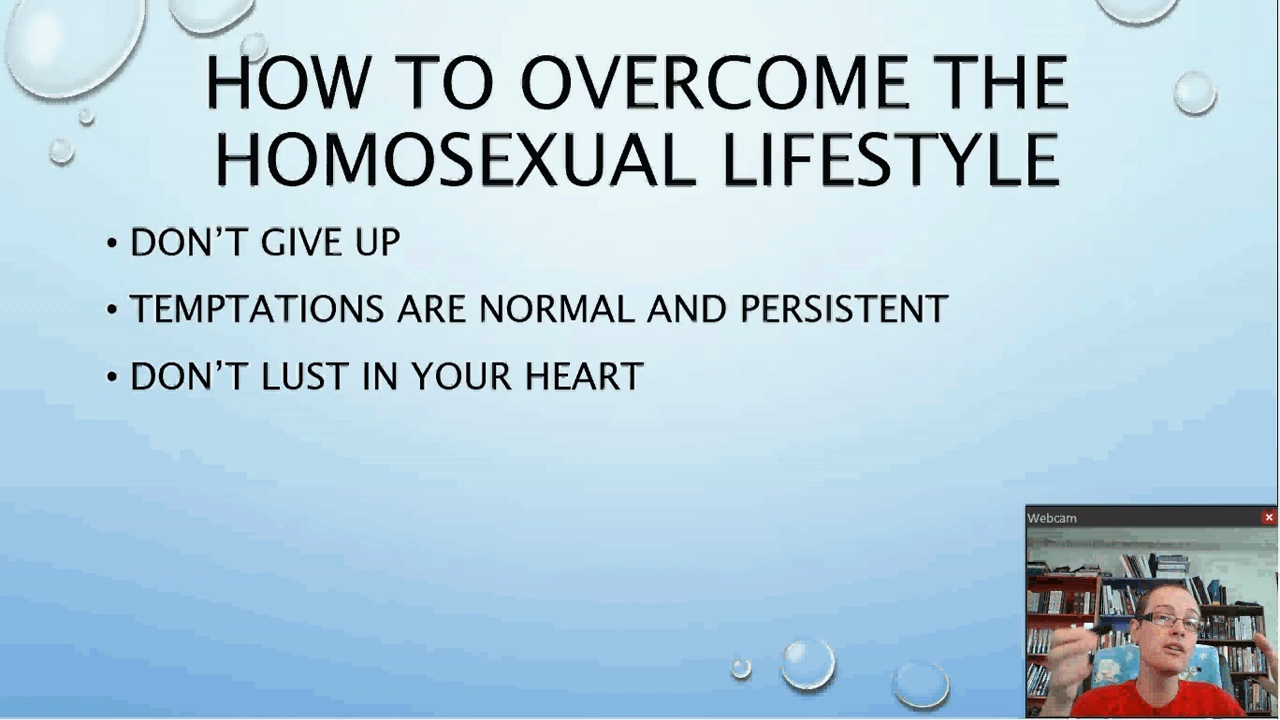 HOW TO OVERCOME THE
HOMOSEXUAL LIFESTYLE
• DON'T GIVE UP
• TEMPTATIONS ARE NORMAL AND PERSISTENT
• DON'T LUST IN YOUR HEART
Webcam